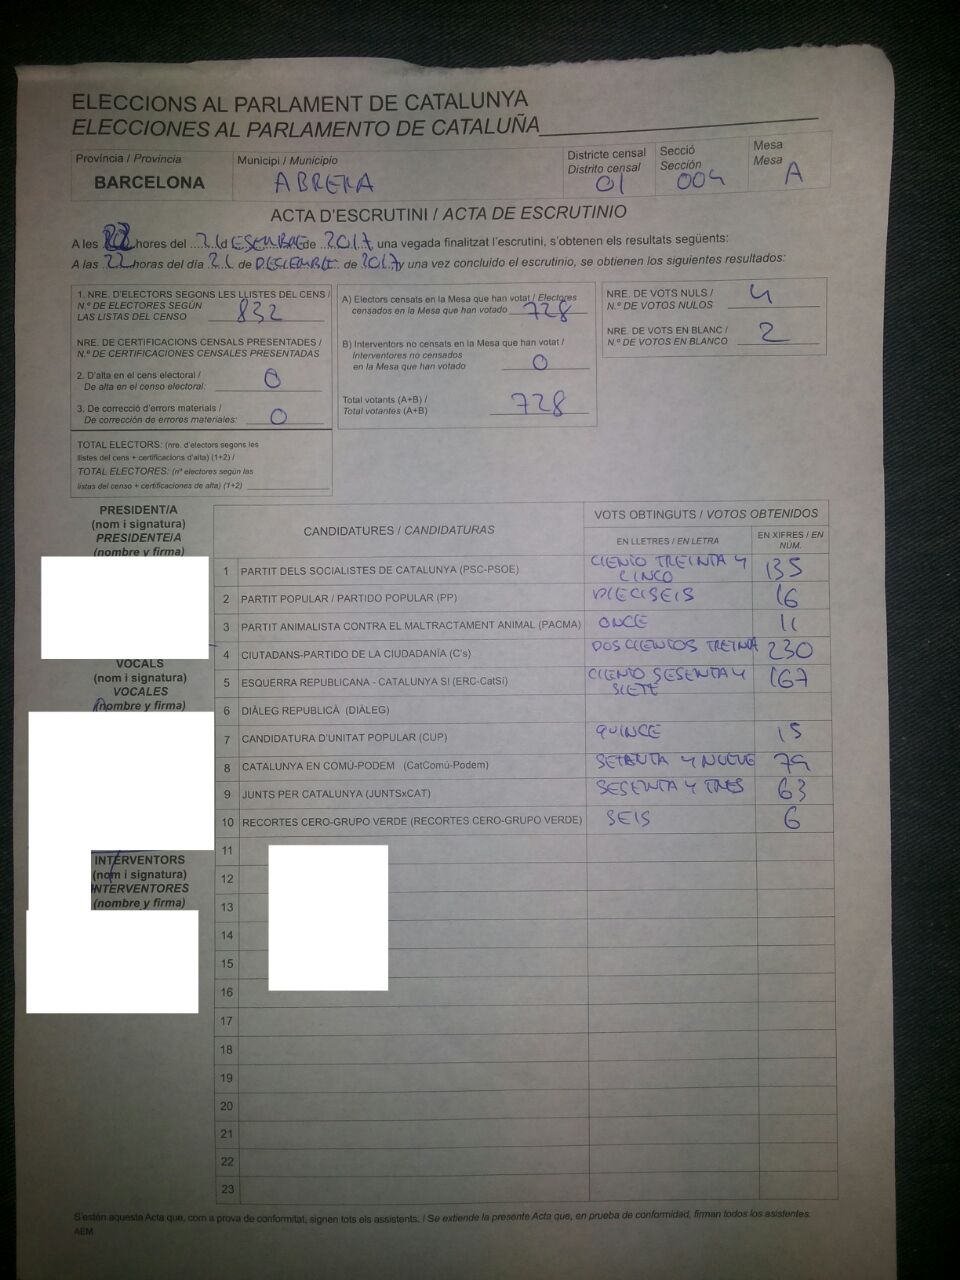 ELECCIONS AL PARLAMENT DE CATALUNYA
ELECCIONES AL PARLAMENTO DE CATALUÑA
Província / Provincia
BARCELONA
Municipi / Municipio
ABRERA
Districte censal
Distrito censal
01
Secció
Sección
004
Mesa
Mesa
A
ACTA D'ESCRUTINI / ACTA DE ESCRUTINIO
A les 22 hores del 21 d ESEMBRE de 2017 una vegada finalitzat l'escrutini, s'obtenen els resultats següents:
A las 22 horas del día 21 de DICIEMBRE de 2017 y una vez concluido el escrutinio, se obtienen los siguientes resultados:
1. NRE. D'ELECTORS SEGONS LES LLISTES DEL CENS /
N.º DE ELECTORES SEGÚN
LAS LISTAS DEL CENSO 832
NRE. DE CERTIFICACIONS CENSALS PRESENTADES /
N.º DE CERTIFICACIONES CENSALES PRESENTADAS
2. D'alta en el cens electoral /
De alta en el censo electoral: 0
3. De correcció d'errors materials /
De corrección de errores materiales: 0
TOTAL ELECTORS: (nre. d'electors segons les
llistes del cens + certificacions d'alta) (1+2) /
TOTAL ELECTORES: (nº electores según las
listas del censo + certificaciones de alta) (1+2)
A) Electors censats en la Mesa que han votat / Electores
censados en la Mesa que han votado 728
B) Interventors no censats en la Mesa que han votat /
Interventores no censados
en la Mesa que han votado 0
Total votants (A+B) /
Total votantes (A+B) 728
NRE. DE VOTS NULS /
N.º DE VOTOS NULOS 4
NRE. DE VOTS EN BLANC /
N.º DE VOTOS EN BLANCO 2
PRESIDENT/A
(nom i signatura)
PRESIDENTE/A
(nombre y firma)
VOCALS
(nom i signatura)
VOCALES
(nombre y firma)
INTERVENTORS
(nom i signatura)
INTERVENTORES
(nombre y firma)
CANDIDATURES / CANDIDATURAS
VOTS OBTINGUTS / VOTOS OBTENIDOS
EN LLETRES / EN LETRA
EN XIFRES / EN
NÚM.
1 PARTIT DELS SOCIALISTES DE CATALUNYA (PSC-PSOE) CIENTO TREINTA Y
CINCO 135
2 PARTIT POPULAR / PARTIDO POPULAR (PP) DIECISEIS 16
3 PARTIT ANIMALISTA CONTRA EL MALTRACTAMENT ANIMAL (PACMA) ONCE 11
4 CIUTADANS-PARTIDO DE LA CIUDADANÍA (C's) DOSCIENTOS TREINTA 230
5 ESQUERRA REPUBLICANA - CATALUNYA SÍ (ERC-CatSí) CIENTO SESENTA Y
SIETE 167
6 DIÀLEG REPUBLICÀ (DIÀLEG)
7 CANDIDATURA D'UNITAT POPULAR (CUP) QUINCE 15
8 CATALUNYA EN COMÚ-PODEM (CatComú-Podem) SETENTA Y NUEVE 79
9 JUNTS PER CATALUNYA (JUNTSxCAT) SESENTA Y TRES 63
10 RECORTES CERO-GRUPO VERDE (RECORTES CERO-GRUPO VERDE) SEIS 6
11
12
13
14
15
16
17
18
19
20
21
22
23
S'estén aquesta Acta que, com a prova de conformitat, signen tots els assistents. / Se extiende la presente Acta que, en prueba de conformidad, firman todos los asistentes.
AEM